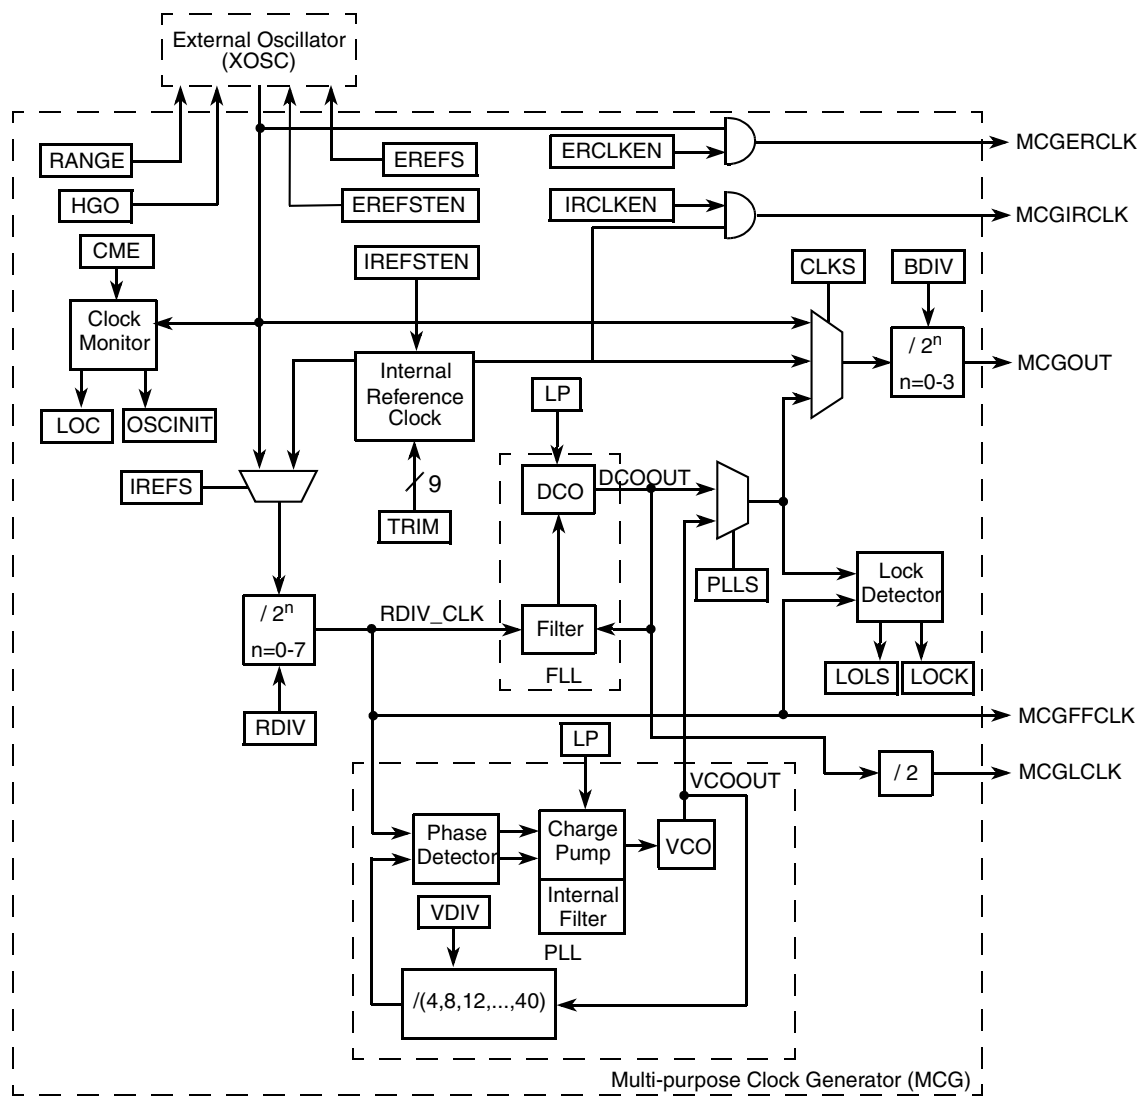 External Oscillator
(XOSC)
RANGE
HGO
EREFS
EREFSTEN
ERCLKEN
IRCLKEN
MCGERCLK
MCGIRCLK
CME
IREFSTEN
CLKS
BDIV
Clock
Monitor
LOC
OSCINIT
Internal
Reference
Clock
/ 2n
n=0-3
MCGOUT
LP
IREFS
9
TRIM
DCO
DCOOUT
PLLS
Lock
Detector
/ 2n
n=0-7
RDIV_CLK
Filter
FLL
LOLS
LOCK
RDIV
MCGFFCLK
LP
/ 2
MCGLCLK
VCOOUT
Phase
Detector
Charge
Pump
VCO
Internal
Filter
VDIV
PLL
/(4,8,12,...,40)
Multi-purpose Clock Generator (MCG)